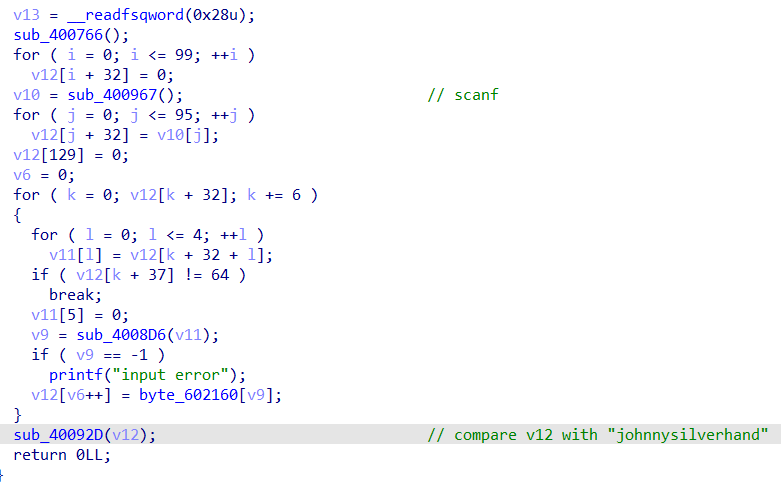 v13 = __readfsqword(0x28u);
sub_400766();
for ( i = 0; i <= 99; ++i )
v12[i + 32] = 0;
v10 = sub_400967(); // scanf
for ( j = 0; j <= 95; ++j )
v12[j + 32] = v10[j];
v12[129] = 0;
v6 = 0;
for ( k = 0; v12[k + 32]; k += 6 )
{
for ( l = 0; l <= 4; ++l )
v11[l] = v12[k + 32 + l];
if ( v12[k + 37] != 64 )
break;
v11[5] = 0;
v9 = sub_4008D6(v11);
if ( v9 == -1 )
printf("input error");
v12[v6++] = byte_602160[v9];
}
sub_40092D(v12); // compare v12 with "johnnysilverhand"
return 0LL;
}